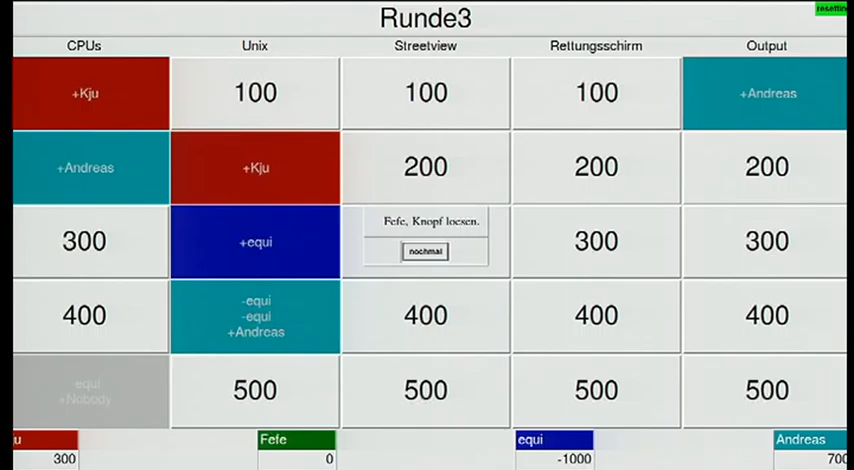 Runde3
resettin
CPUs Unix Streetview Rettungsschirm Output
+Kju 100 100 100 +Andreas
+Andreas +Kju 200 200 200
300 +equi 300 300
Fefe, Knopf loesen.
nochmal
400
-equi
-equi
+Andreas
400 400 400
equi
+Nobody
500 500 500 500
u Fefe equi Andreas
300 0 -1000 700